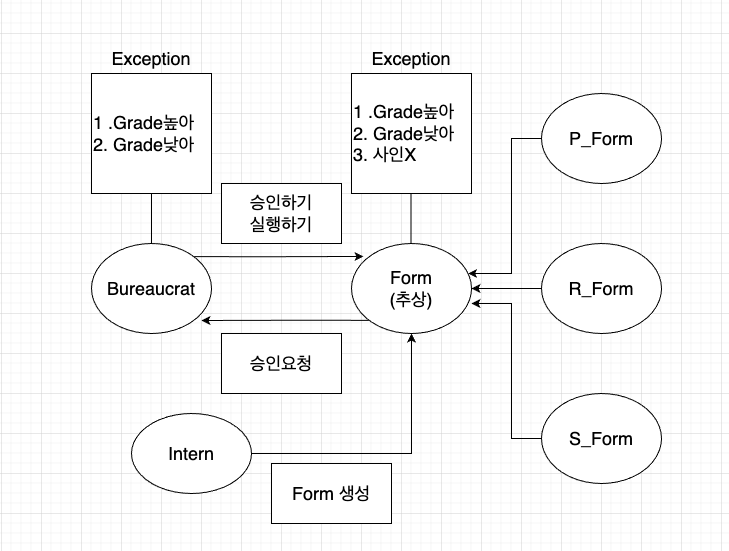 Exception
1 .Grade높아
2. Grade낮아
Exception
1 .Grade높아
2. Grade낮아
3. 사인X
P_Form
승인하기
실행하기
Bureaucrat
Form
(추상)
R_Form
승인요청
Intern
S_Form
Form 생성